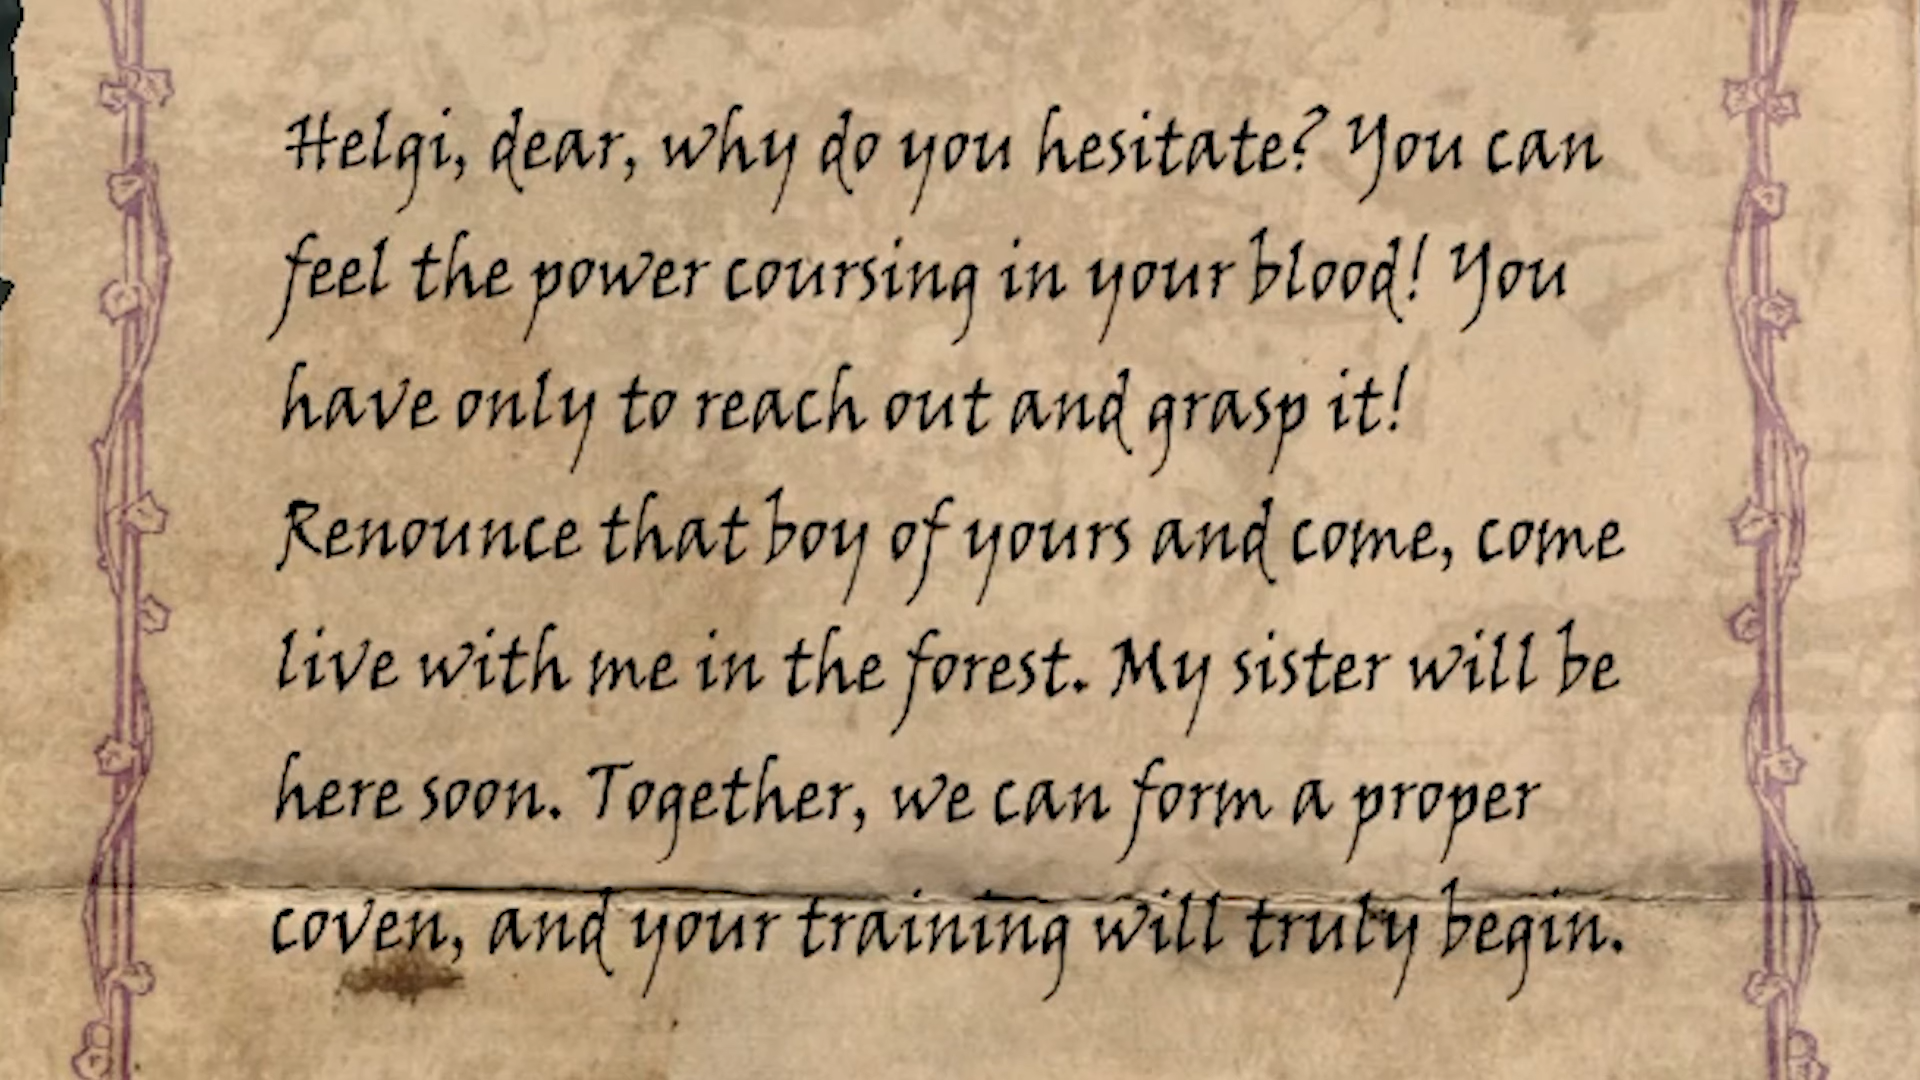 Helgi, dear, why do you hesitate? You can
feel the power coursing in your blood! You
have only to reach out and grasp it!
Renounce that boy of yours and come, come
live with me in the forest. My sister will be
here soon. Together, we can form a proper
coven, and your training will truly begin.